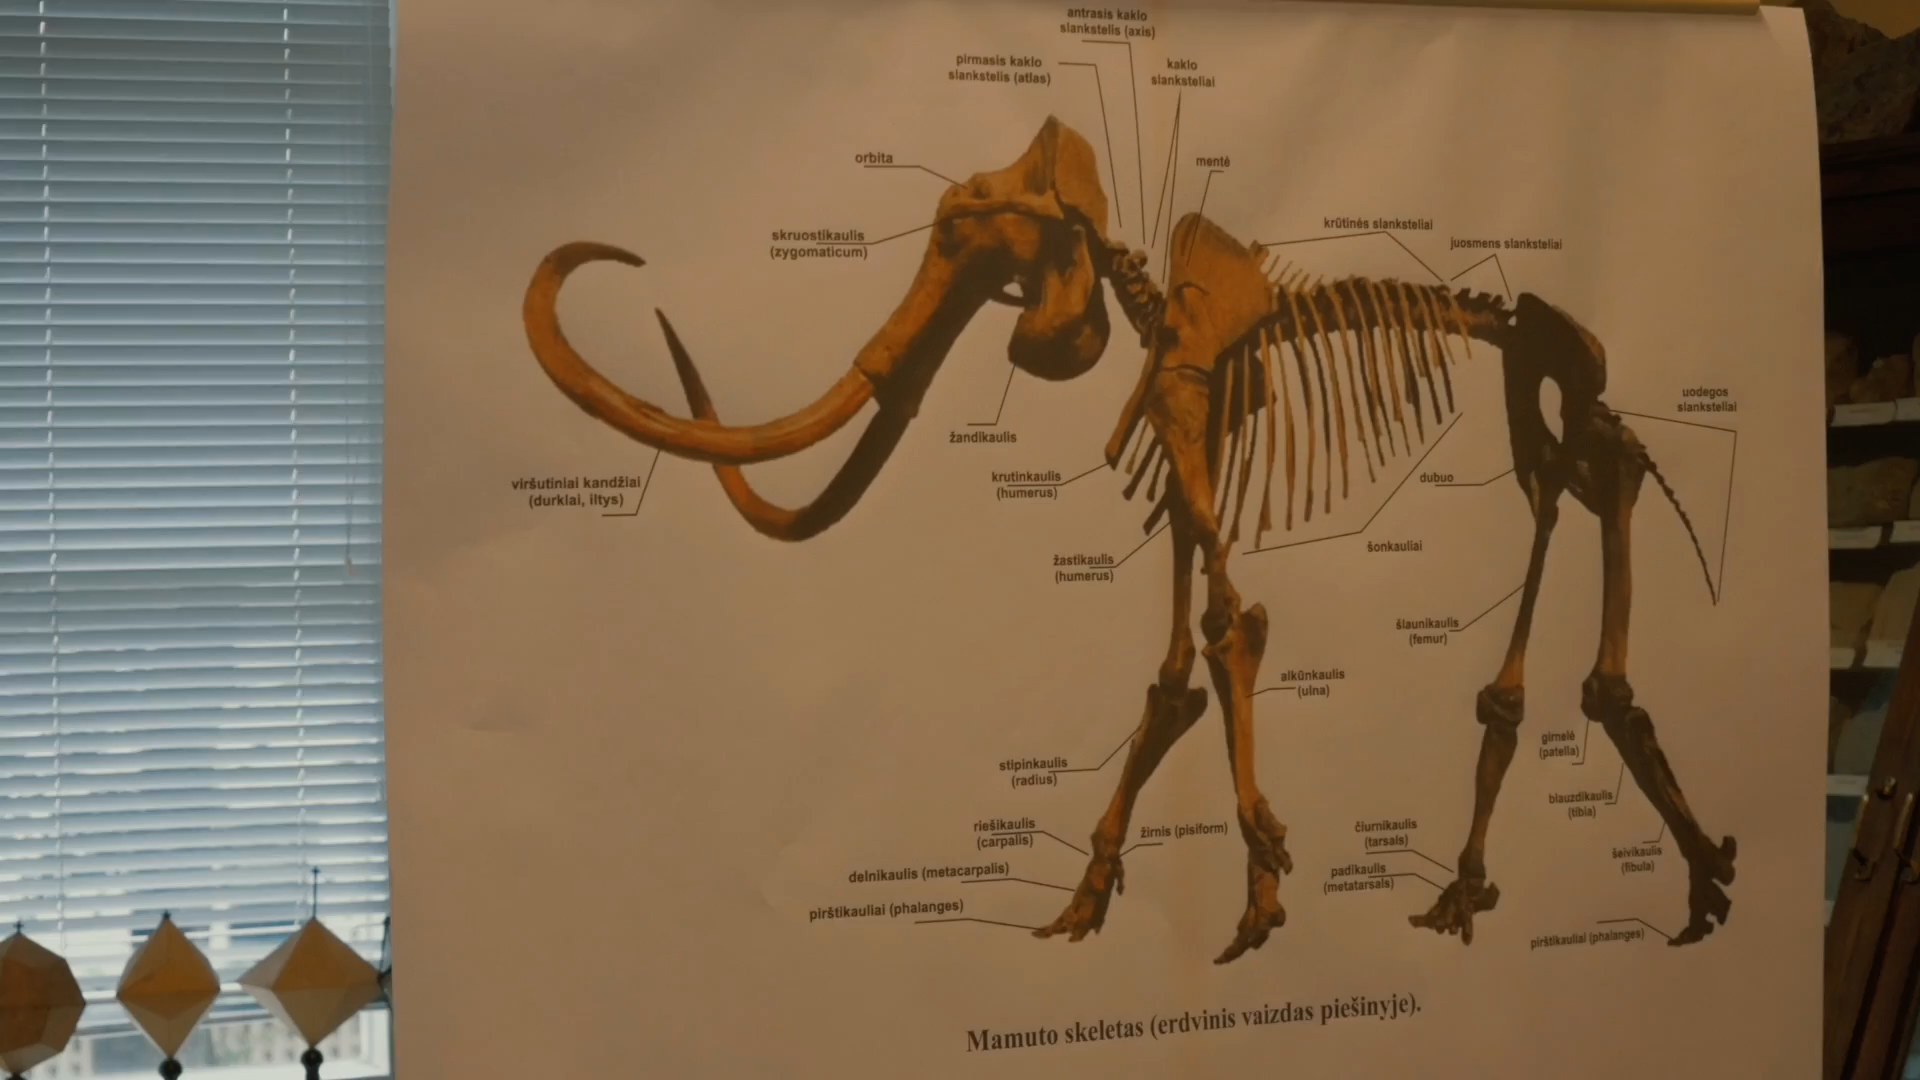 antrasis kaklo
slankstelis (axis)
pirmasis kaklo
slankstelis (atlas)
kaklo
slanksteliai
orbita
mentė
skruostikaulis
(zygomaticum)
krūtinės slanksteliai
juosmens slanksteliai
uodegos
slanksteliai
žandikaulis
viršutiniai kandžiai
(durklai, iltys)
krutinkaulis
(humerus)
dubuo
šonkauliai
žastikaulis
(humerus)
šlaunikaulis
(femur)
alkūnkaulis
(ulna)
stipinkaulis
(radius)
girnelė
(patella)
blauzdikaulis
(tibia)
riešikaulis
(carpalis)
žirnis (pisiform)
čiurnikaulis
(tarsals)
šeivikaulis
(fibula)
delnikaulis (metacarpalis)
padikaulis
(metatarsals)
pirštikauliai (phalanges)
pirštikauliai (phalanges)
Mamuto skeletas (erdvinis vaizdas piešinyje).